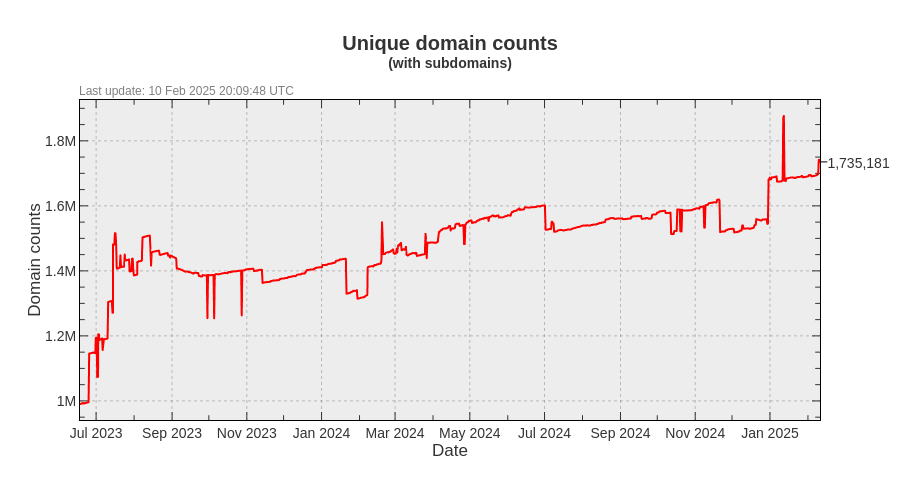 Unique domain counts
(with subdomains)
Last update: 10 Feb 2025 20:09:48 UTC
Domain counts
1.8M
1.6M
1.4M
1.2M
1M
1,735,181
Jul 2023 Sep 2023 Nov 2023 Jan 2024 Mar 2024 May 2024 Jul 2024 Sep 2024 Nov 2024 Jan 2025
Date